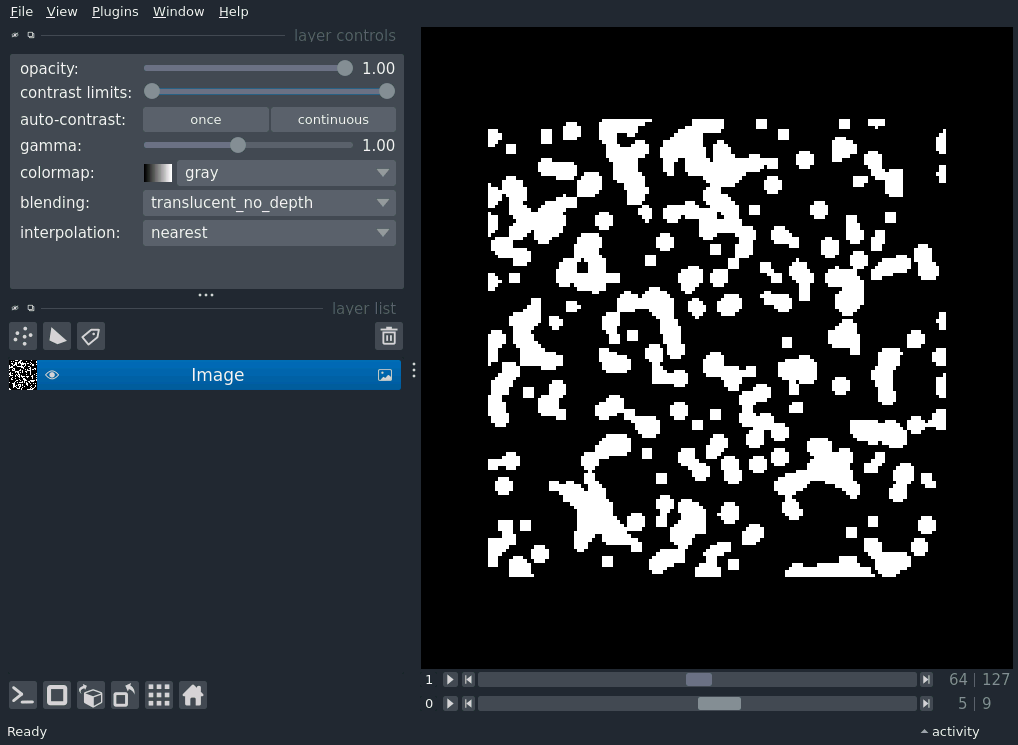 File View Plugins Window Help
layer controls
opacity: 1.00
contrast limits:
auto-contrast: once continuous
gamma: 1.00
colormap: gray
blending: translucent_no_depth
interpolation: nearest
layer list
Image
1 64 | 127
0 5 | 9
Ready activity